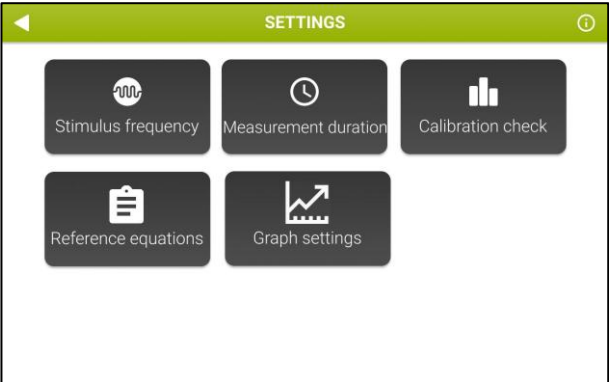 SETTINGS
Stimulus frequency
Measurement duration
Calibration check
Reference equations
Graph settings